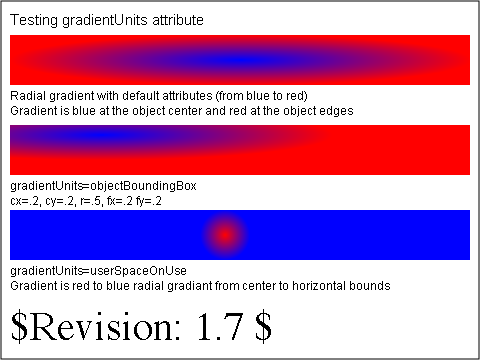 Testing gradientUnits attribute
Radial gradient with default attributes (from blue to red)
Gradient is blue at the object center and red at the object edges
gradientUnits=objectBoundingBox
cx=.2, cy=.2, r=.5, fx=.2 fy=.2
gradientUnits=userSpaceOnUse
Gradient is red to blue radial gradiant from center to horizontal bounds
$Revision: 1.7 $